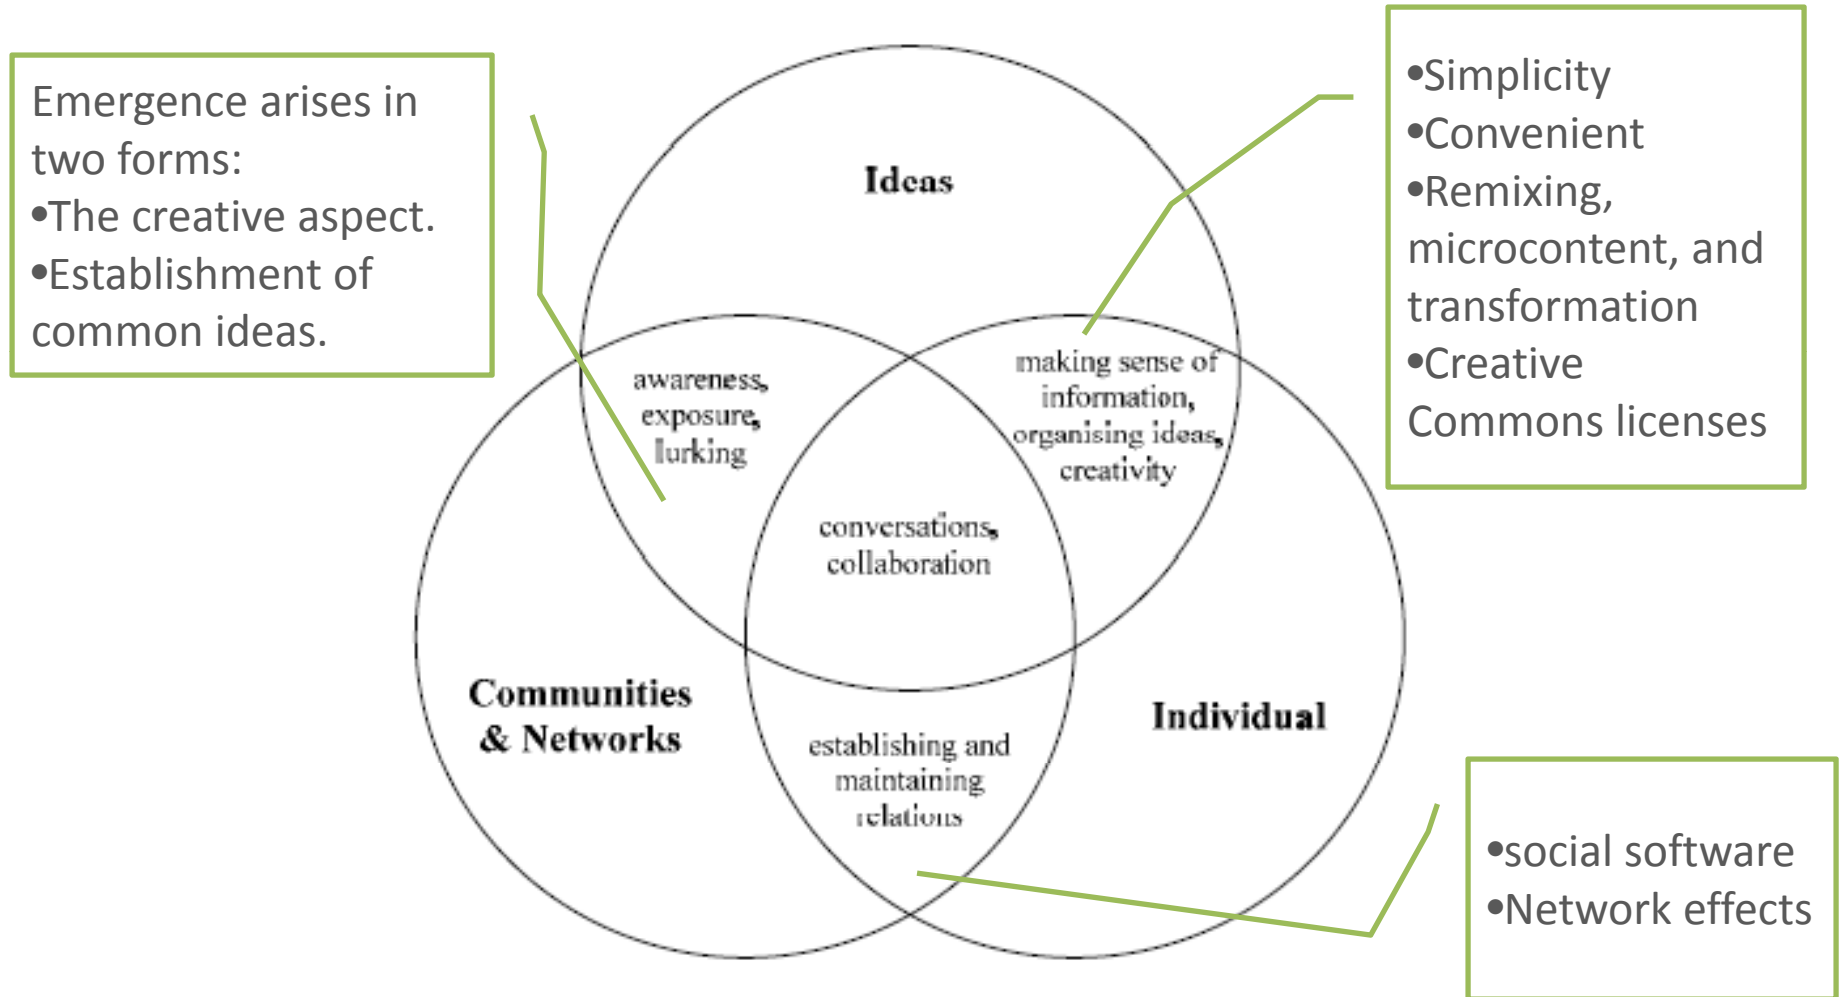 Emergence arises in
two forms:
•The creative aspect.
•Establishment of
common ideas.
•Simplicity
•Convenient
•Remixing,
microcontent, and
transformation
•Creative
Commons licenses
Ideas
awareness,
exposure,
lurking
making sense of
information,
organising ideas,
creativity
conversations,
collaboration
Communities
& Networks
Individual
establishing and
maintaining
relations
•social software
•Network effects